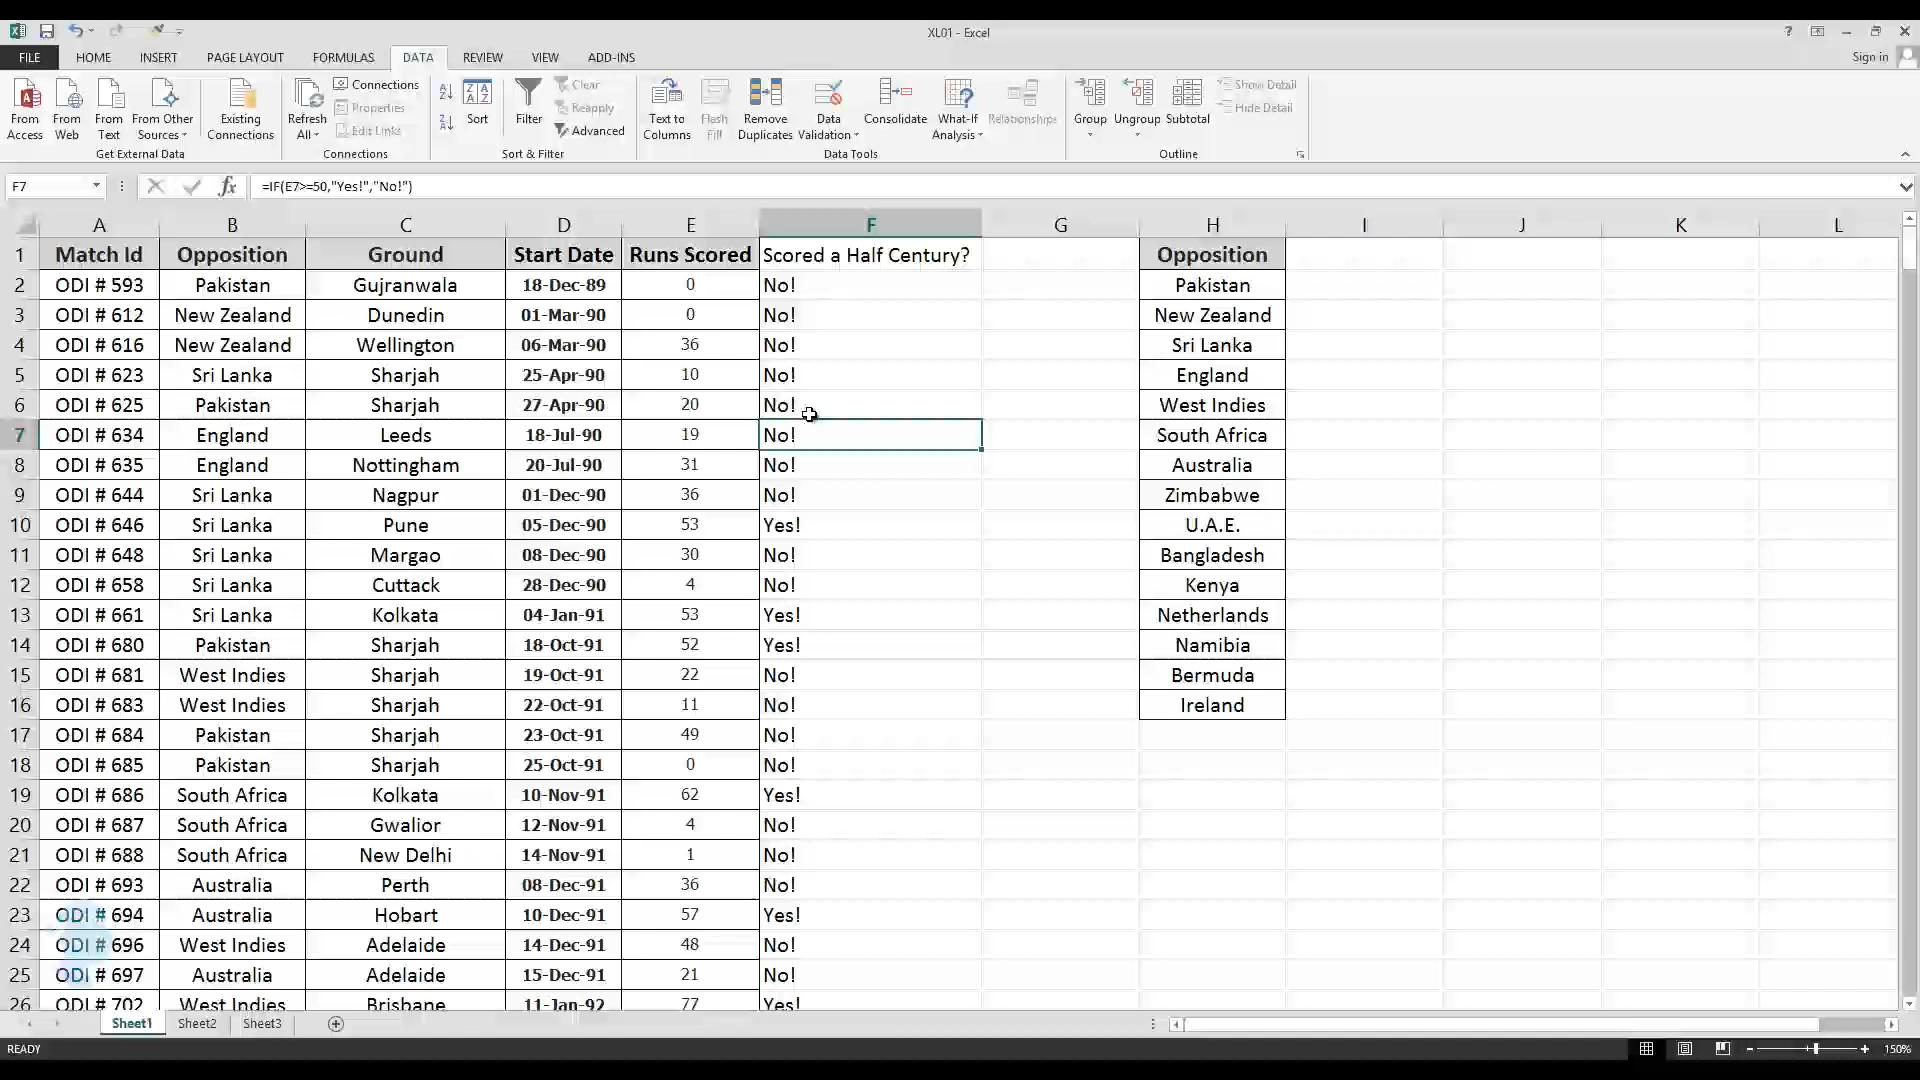 XL01 - Excel
?
FILE HOME INSERT PAGE LAYOUT FORMULAS DATA REVIEW VIEW ADD-INS
Sign in
From Access
From Web
From Text
From Other Sources
Existing Connections
Get External Data
Refresh All
Connections
Properties
Edit Links
Connections
Sort
Filter
Clear
Reapply
Advanced
Sort & Filter
Text to Columns
Flash Fill
Remove Duplicates
Data Validation
Consolidate
What-If Analysis
Relationships
Data Tools
Group
Ungroup
Subtotal
Show Detail
Hide Detail
Outline
F7 fx =IF(E7>=50,"Yes!","No!")
A B C D E F G H I J K L
1 Match Id Opposition Ground Start Date Runs Scored Scored a Half Century? Opposition
2 ODI # 593 Pakistan Gujranwala 18-Dec-89 0 No! Pakistan
3 ODI # 612 New Zealand Dunedin 01-Mar-90 0 No! New Zealand
4 ODI # 616 New Zealand Wellington 06-Mar-90 36 No! Sri Lanka
5 ODI # 623 Sri Lanka Sharjah 25-Apr-90 10 No! England
6 ODI # 625 Pakistan Sharjah 27-Apr-90 20 No! West Indies
7 ODI # 634 England Leeds 18-Jul-90 19 No! South Africa
8 ODI # 635 England Nottingham 20-Jul-90 31 No! Australia
9 ODI # 644 Sri Lanka Nagpur 01-Dec-90 36 No! Zimbabwe
10 ODI # 646 Sri Lanka Pune 05-Dec-90 53 Yes! U.A.E.
11 ODI # 648 Sri Lanka Margao 08-Dec-90 30 No! Bangladesh
12 ODI # 658 Sri Lanka Cuttack 28-Dec-90 4 No! Kenya
13 ODI # 661 Sri Lanka Kolkata 04-Jan-91 53 Yes! Netherlands
14 ODI # 680 Pakistan Sharjah 18-Oct-91 52 Yes! Namibia
15 ODI # 681 West Indies Sharjah 19-Oct-91 22 No! Bermuda
16 ODI # 683 West Indies Sharjah 22-Oct-91 11 No! Ireland
17 ODI # 684 Pakistan Sharjah 23-Oct-91 49 No!
18 ODI # 685 Pakistan Sharjah 25-Oct-91 0 No!
19 ODI # 686 South Africa Kolkata 10-Nov-91 62 Yes!
20 ODI # 687 South Africa Gwalior 12-Nov-91 4 No!
21 ODI # 688 South Africa New Delhi 14-Nov-91 1 No!
22 ODI # 693 Australia Perth 08-Dec-91 36 No!
23 ODI # 694 Australia Hobart 10-Dec-91 57 Yes!
24 ODI # 696 West Indies Adelaide 14-Dec-91 48 No!
25 ODI # 697 Australia Adelaide 15-Dec-91 21 No!
26 ODI # 702 West Indies Brisbane 11-Jan-92 77 Yes!
Sheet1 Sheet2 Sheet3
READY
150%